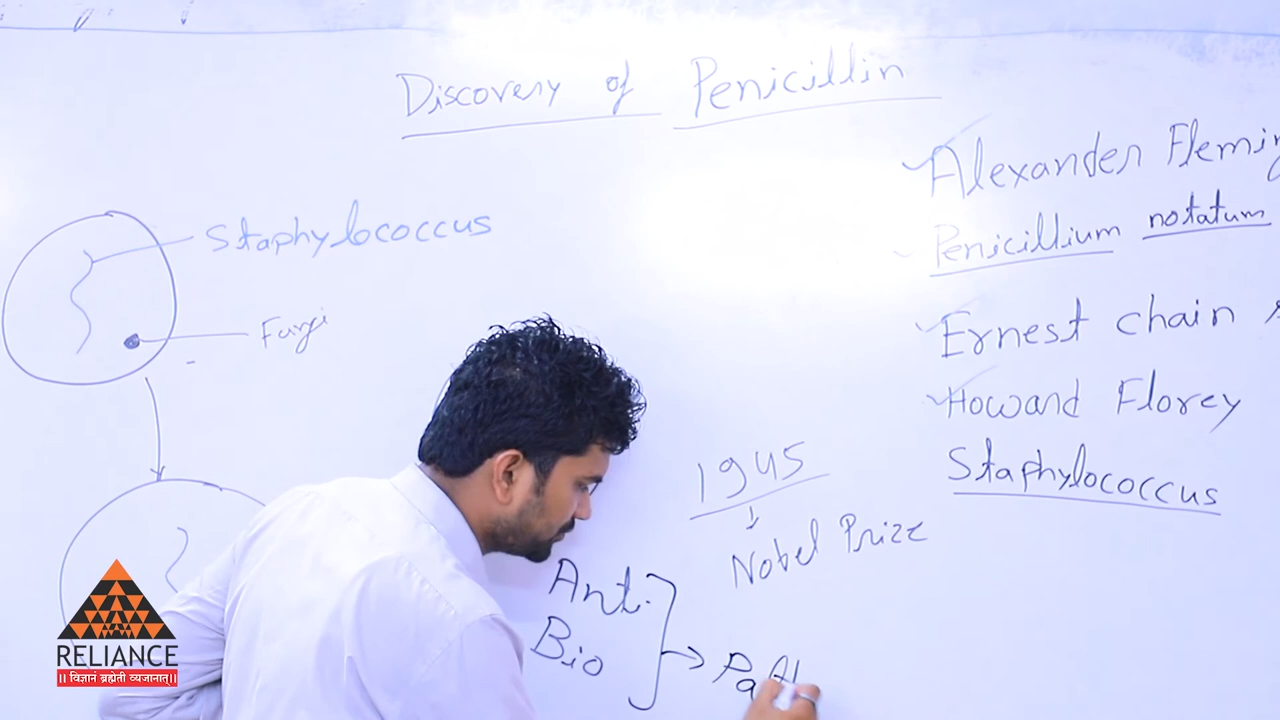 Discovery of Penicillin
Alexander Flemin
Penicillium notatum
Ernest chain
Howard Florey
Staphylococcus
Staphylococcus
Fungi
1945
Nobel Prize
Anti
Bio
RELIANCE
।। विज्ञानं ब्रह्मेती व्यजानात् ।।